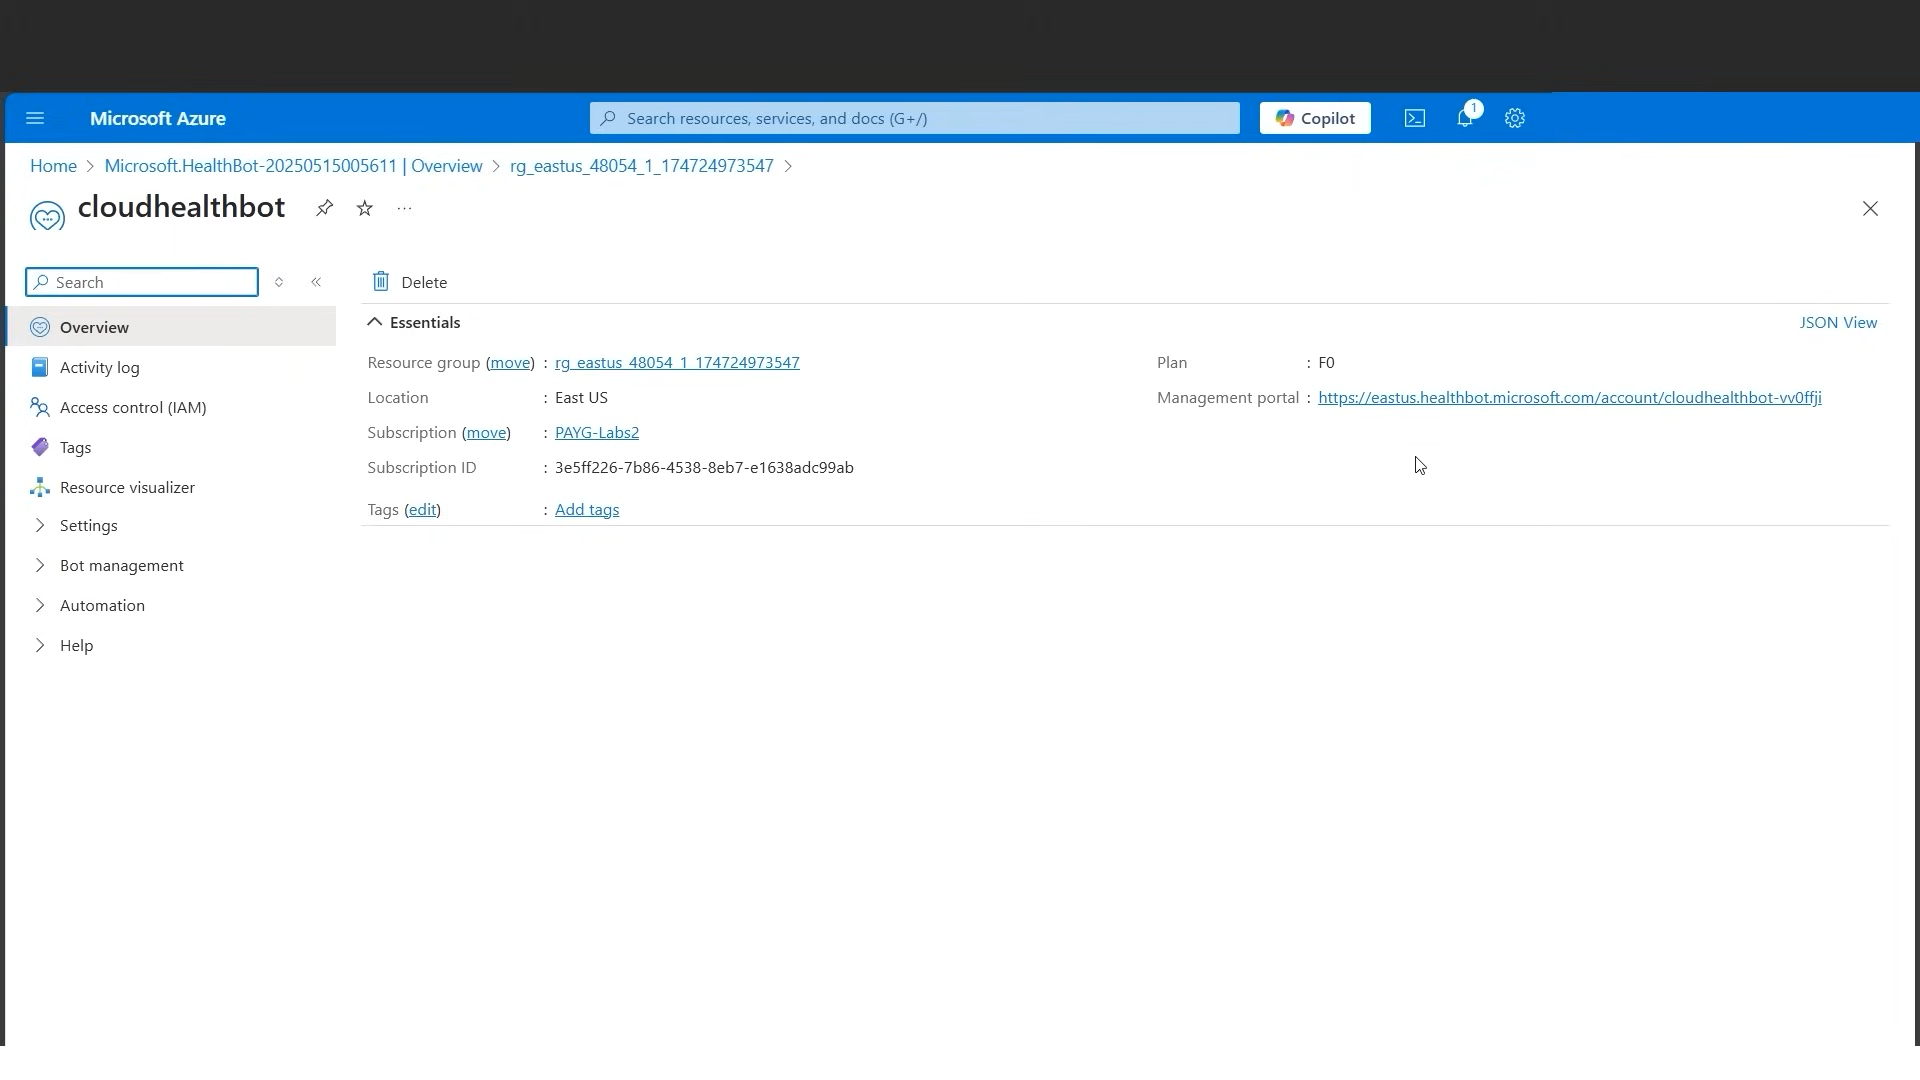 Microsoft Azure
Search resources, services, and docs (G+/)
Copilot
1
Home > Microsoft.HealthBot-20250515005611 | Overview > rg_eastus_48054_1_174724973547 >
cloudhealthbot
Search
Overview
Activity log
Access control (IAM)
Tags
Resource visualizer
Settings
Bot management
Automation
Help
Delete
Essentials
JSON View
Resource group (move) : rg_eastus_48054_1_174724973547
Location : East US
Subscription (move) : PAYG-Labs2
Subscription ID : 3e5ff226-7b86-4538-8eb7-e1638adc99ab
Tags (edit) : Add tags
Plan : F0
Management portal : https://eastus.healthbot.microsoft.com/account/cloudhealthbot-vv0ffji